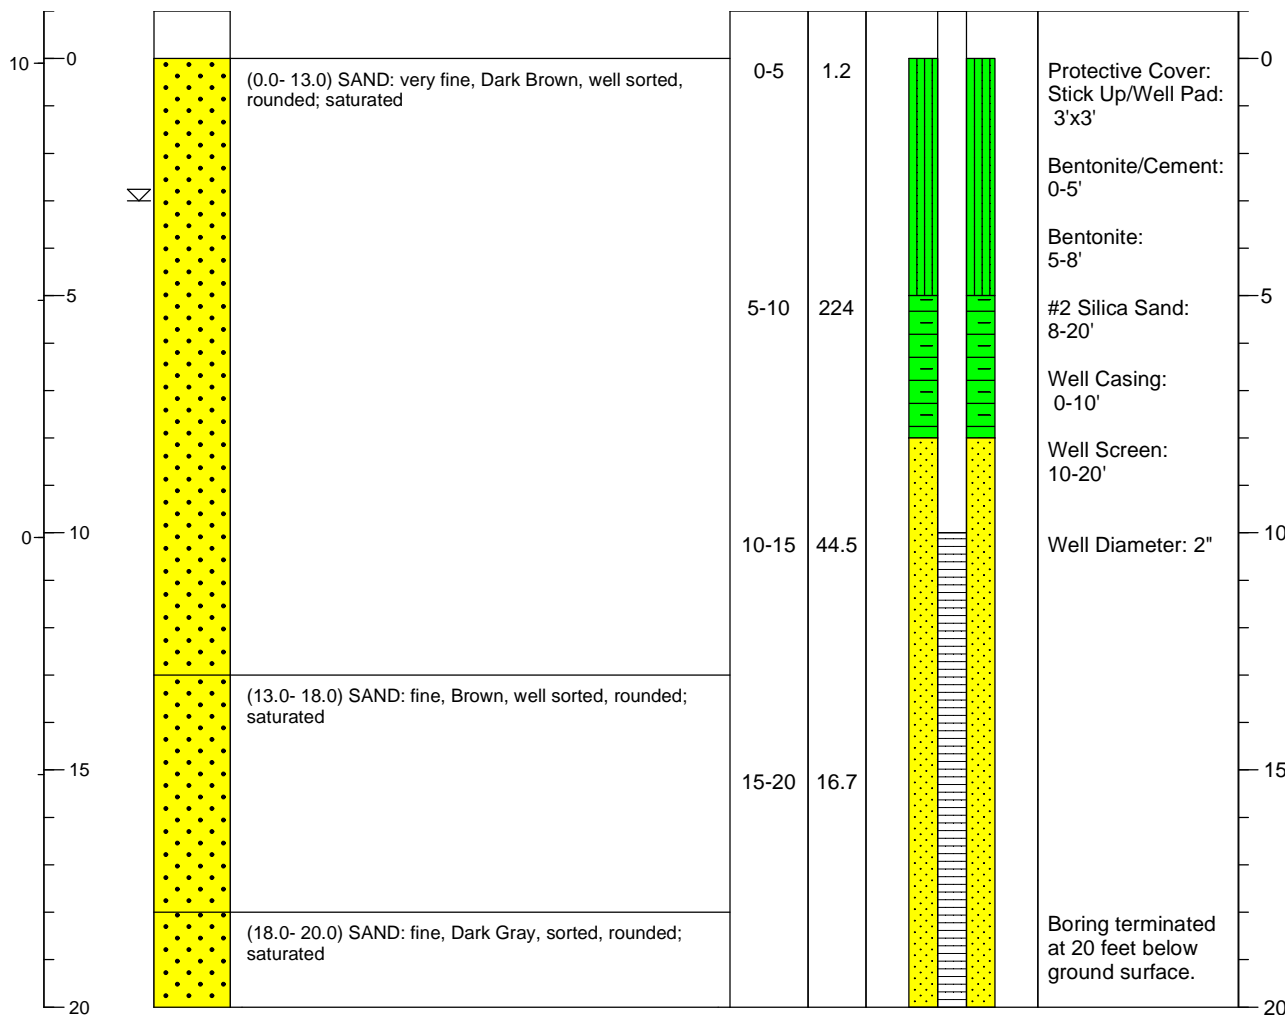 10
0
0
5
10
15
20
(0.0- 13.0) SAND: very fine, Dark Brown, well sorted,
rounded; saturated
(13.0- 18.0) SAND: fine, Brown, well sorted, rounded;
saturated
(18.0- 20.0) SAND: fine, Dark Gray, sorted, rounded;
saturated
0-5 1.2
5-10 224
10-15 44.5
15-20 16.7
Protective Cover:
Stick Up/Well Pad:
3'x3'
Bentonite/Cement:
0-5'
Bentonite:
5-8'
#2 Silica Sand:
8-20'
Well Casing:
0-10'
Well Screen:
10-20'
Well Diameter: 2"
Boring terminated
at 20 feet below
ground surface.
0
5
10
15
20